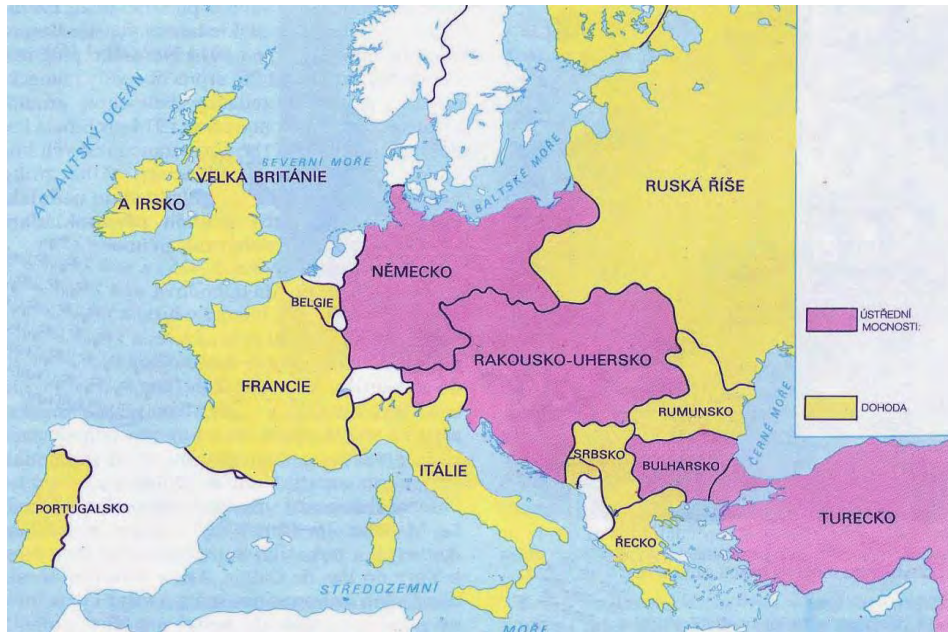 ATLANTSKÝ OCEÁN
SEVERNÍ MOŘE
VELKÁ BRITÁNIE
A IRSKO
BALTSKÉ MOŘE
RUSKÁ ŘÍŠE
NĚMECKO
BELGIE
ÚSTŘEDNÍ
MOCNOSTI:
RAKOUSKO-UHERSKO
FRANCIE
DOHODA
RUMUNSKO
ČERNÉ MOŘE
SRBSKO
BULHARSKO
ITÁLIE
PORTUGALSKO
TURECKO
ŘECKO
STŘEDOZEMNÍ
MOŘE